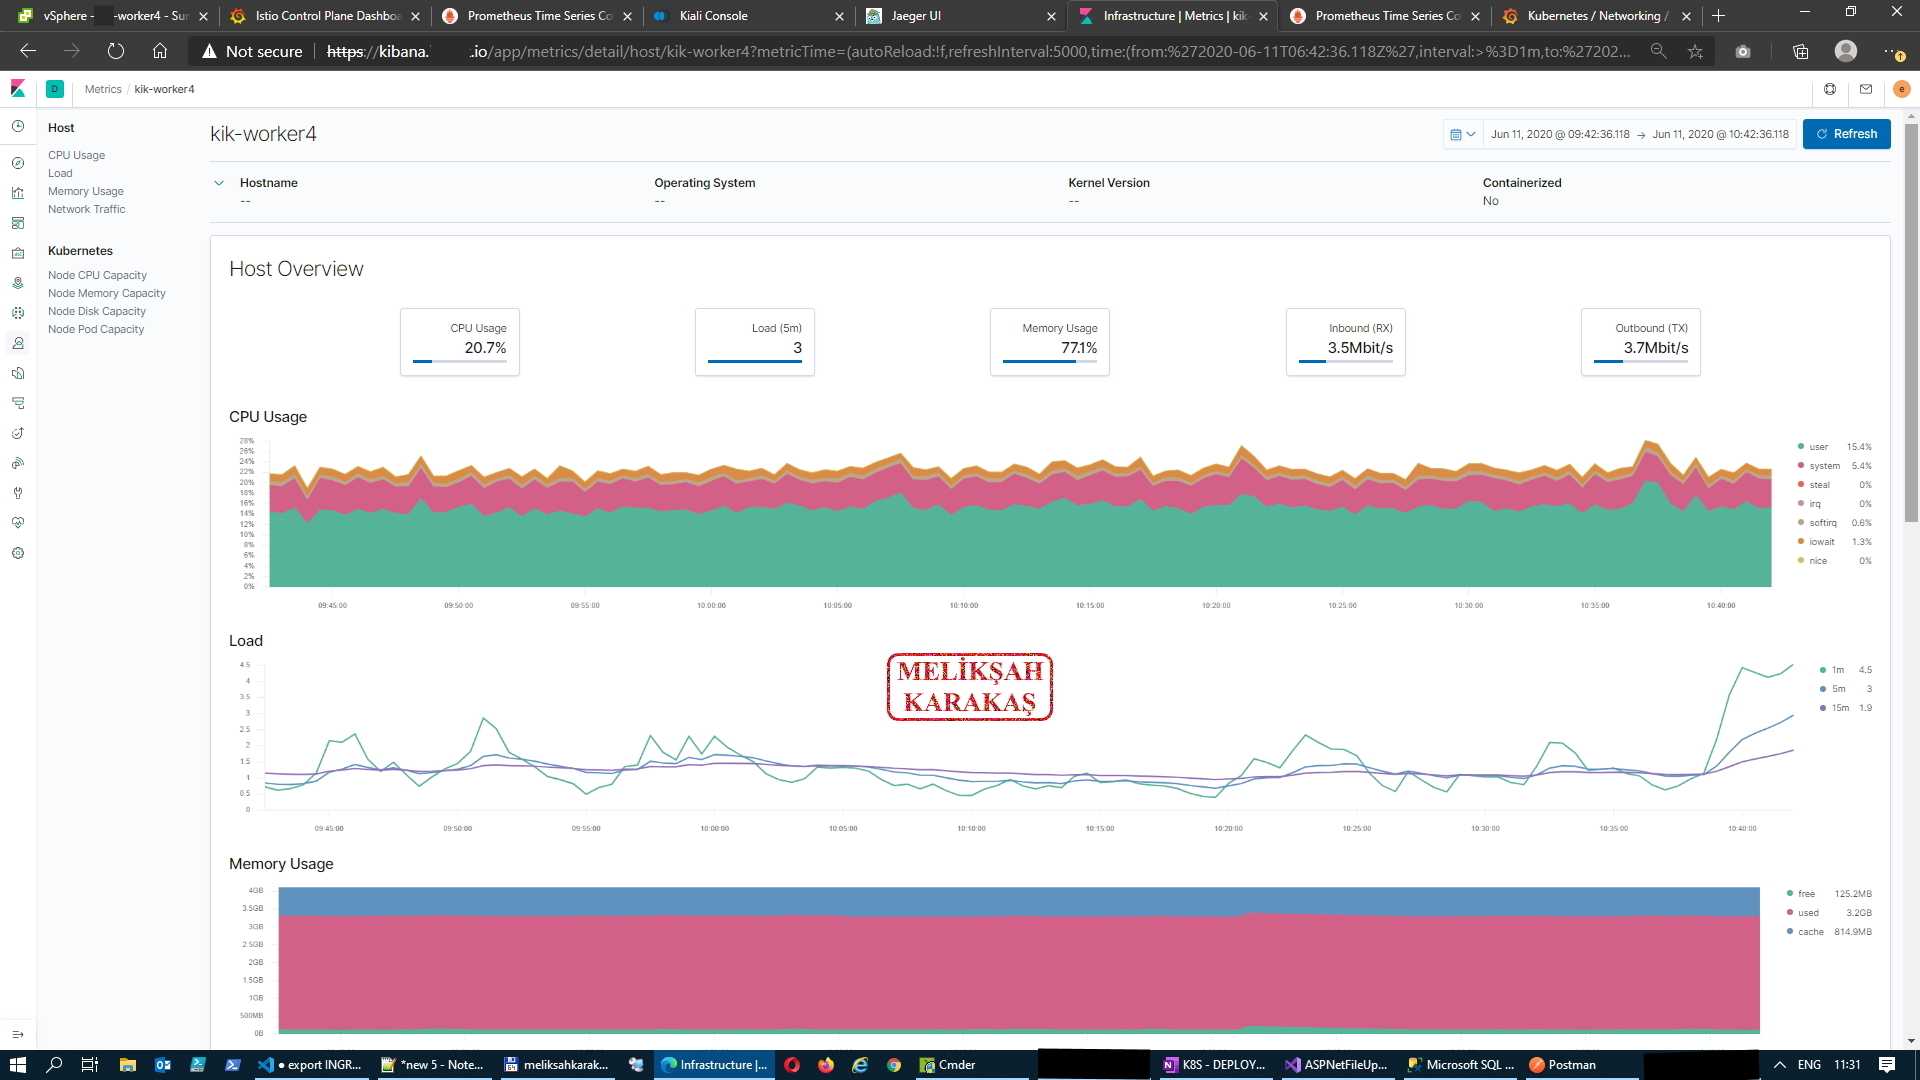 vSphere - -worker4 - Sum
Istio Control Plane Dashboa
Prometheus Time Series Co
Kiali Console
Jaeger UI
Infrastructure | Metrics | kik-
Prometheus Time Series Co
Kubernetes / Networking /
Not secure
https://kibana. .io/app/metrics/detail/host/kik-worker4?metricTime=(autoReload:!f,refreshInterval:5000,time:(from:%272020-06-11T06:42:36.118Z%27,interval:>%3D1m,to:%272020...
D
Metrics / kik-worker4
e
Host
CPU Usage
Load
Memory Usage
Network Traffic
Kubernetes
Node CPU Capacity
Node Memory Capacity
Node Disk Capacity
Node Pod Capacity
kik-worker4
Jun 11, 2020 @ 09:42:36.118 → Jun 11, 2020 @ 10:42:36.118
Refresh
Hostname
--
Operating System
--
Kernel Version
--
Containerized
No
Host Overview
CPU Usage
20.7%
Load (5m)
3
Memory Usage
77.1%
Inbound (RX)
3.5Mbit/s
Outbound (TX)
3.7Mbit/s
CPU Usage
28%
26%
24%
22%
20%
18%
16%
14%
12%
10%
8%
6%
4%
2%
0%
09:45:00 09:50:00 09:55:00 10:00:00 10:05:00 10:10:00 10:15:00 10:20:00 10:25:00 10:30:00 10:35:00 10:40:00
user 15.4%
system 5.4%
steal 0%
irq 0%
softirq 0.6%
iowait 1.3%
nice 0%
Load
4.5
4
3.5
3
2.5
2
1.5
1
0.5
0
09:45:00 09:50:00 09:55:00 10:00:00 10:05:00 10:10:00 10:15:00 10:20:00 10:25:00 10:30:00 10:35:00 10:40:00
1m 4.5
5m 3
15m 1.9
MELİKŞAH
KARAKAŞ
Memory Usage
4GB
3.5GB
3GB
2.5GB
2GB
1.5GB
1GB
500MB
0B
free 125.2MB
used 3.2GB
cache 814.9MB
● export INGR...
*new 5 - Note...
meliksahkarak...
Infrastructure |...
Cmder
K8S - DEPLOY...
ASPNetFileUp...
Microsoft SQL ...
Postman
ENG
11:31